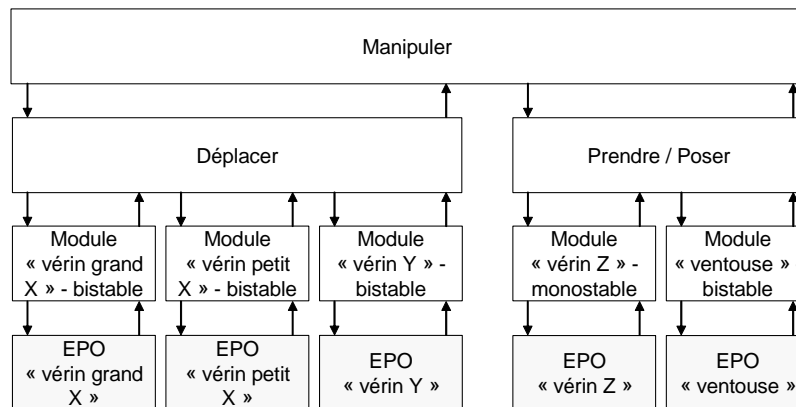 Manipuler
Déplacer
Prendre / Poser
Module
« vérin grand
X » - bistable
Module
« vérin petit
X » - bistable
Module
« vérin Y » -
bistable
Module
« vérin Z » -
monostable
Module
« ventouse »
bistable
EPO
« vérin grand
X »
EPO
« vérin petit
X »
EPO
« vérin Y »
EPO
« vérin Z »
EPO
« ventouse »